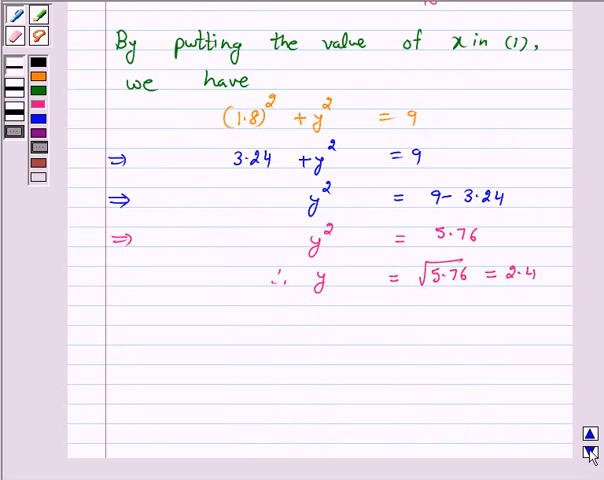 By putting the value of x in (1),
we have
(1.8)² + y² = 9
⇒ 3.24 + y² = 9
⇒ y² = 9 - 3.24
⇒ y² = 5.76
∴ y = √5.76 = 2.4